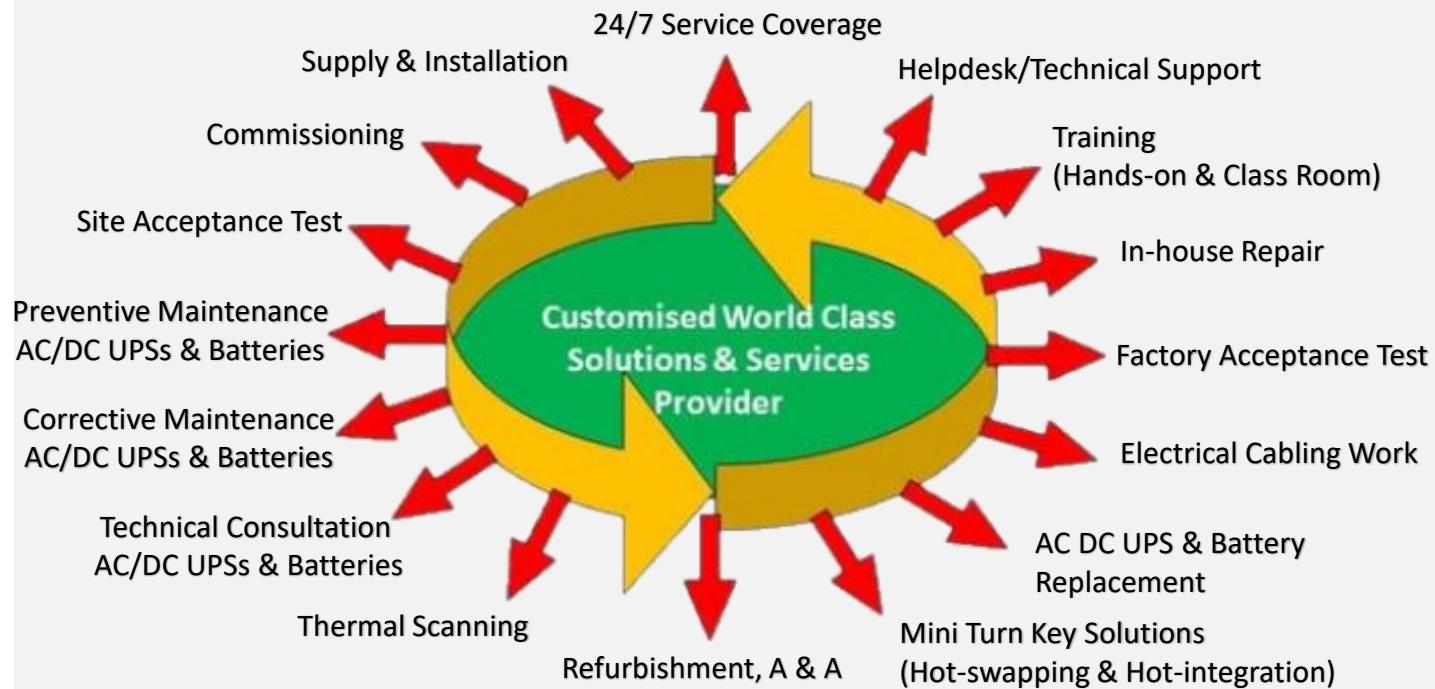 24/7 Service Coverage
Supply & Installation
Helpdesk/Technical Support
Commissioning
Training
(Hands-on & Class Room)
Site Acceptance Test
In-house Repair
Preventive Maintenance
AC/DC UPSs & Batteries
Customised World Class
Solutions & Services
Provider
Factory Acceptance Test
Corrective Maintenance
AC/DC UPSs & Batteries
Electrical Cabling Work
Technical Consultation
AC/DC UPSs & Batteries
AC DC UPS & Battery
Replacement
Thermal Scanning
Mini Turn Key Solutions
(Hot-swapping & Hot-integration)
Refurbishment, A & A